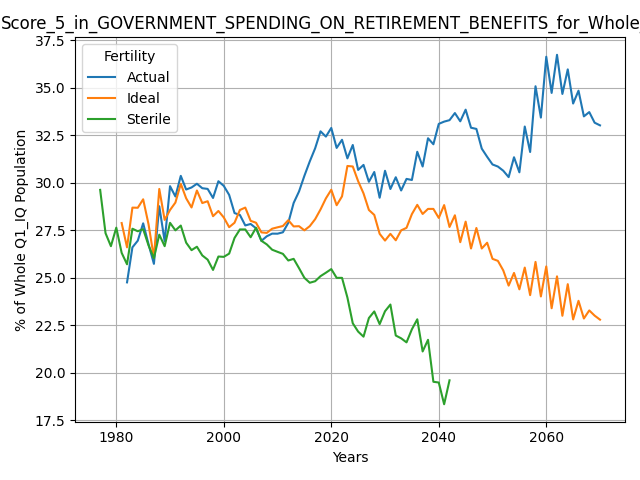 Score_5_in_GOVERNMENT_SPENDING_ON_RETIREMENT_BENEFITS_for_Whole_
Fertility
Actual
Ideal
Sterile
% of Whole Q1_IQ Population
37.5
35.0
32.5
30.0
27.5
25.0
22.5
20.0
17.5
1980
2000
2020
2040
2060
Years